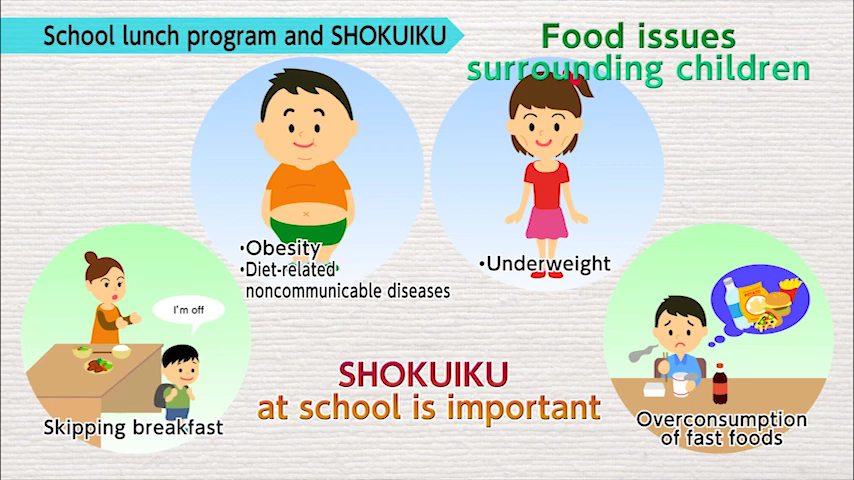 School lunch program and SHOKUIKU
Food issues
surrounding children
・Obesity
・Diet-related
noncommunicable diseases
・Underweight
I'm off
Skipping breakfast
SHOKUIKU
at school is important
Overconsumption
of fast foods